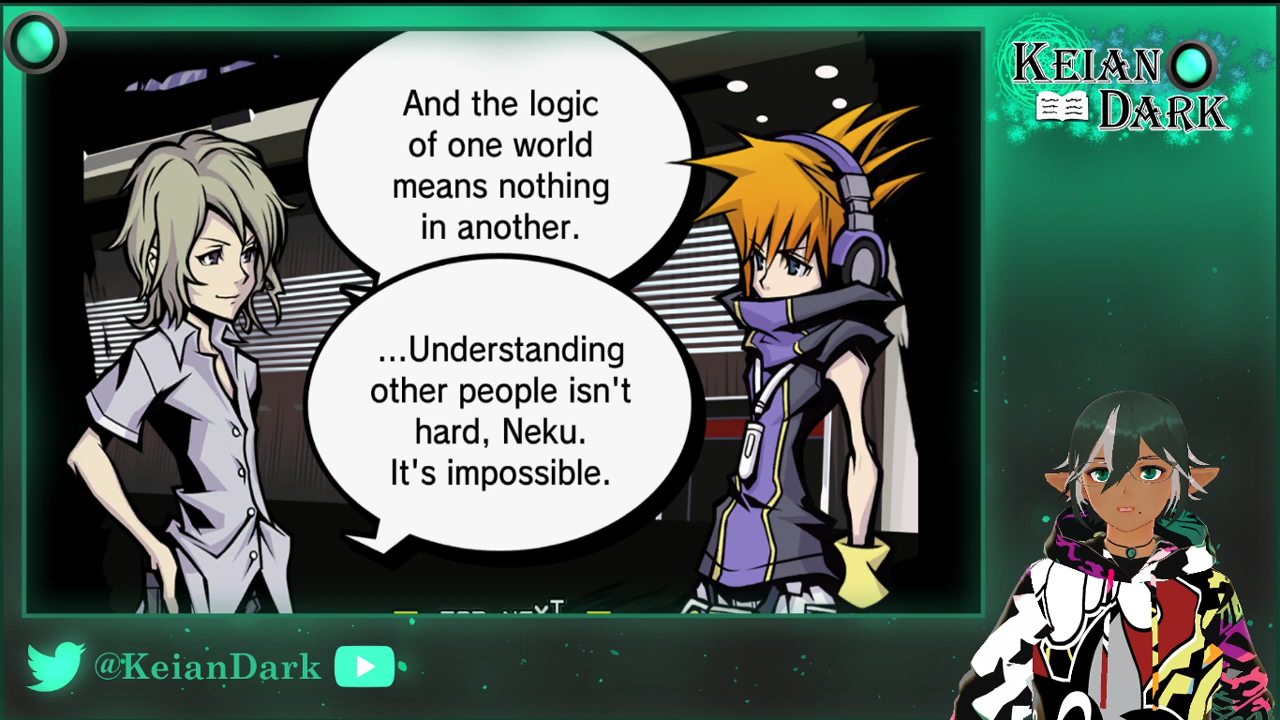 And the logic
of one world
means nothing
in another.
...Understanding
other people isn't
hard, Neku.
It's impossible.
KEIAN
DARK
@KeianDark